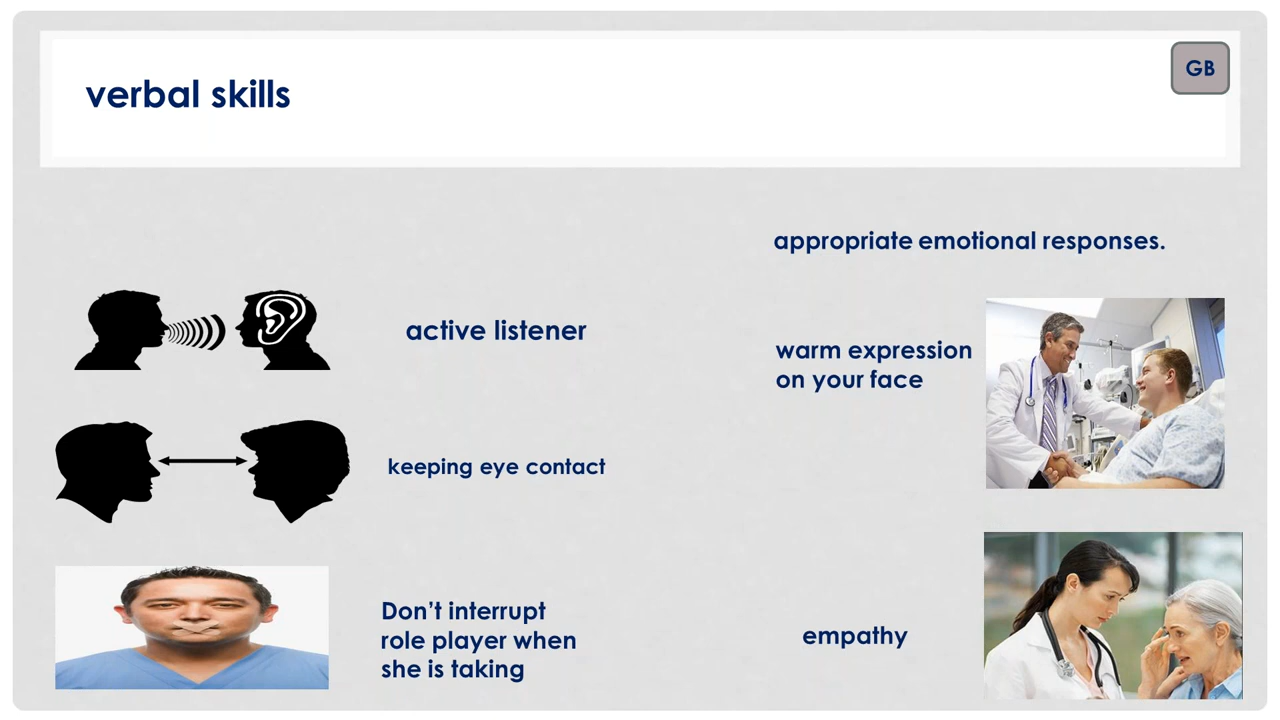 verbal skills
GB
active listener
keeping eye contact
Don’t interrupt
role player when
she is taking
appropriate emotional responses.
warm expression
on your face
empathy